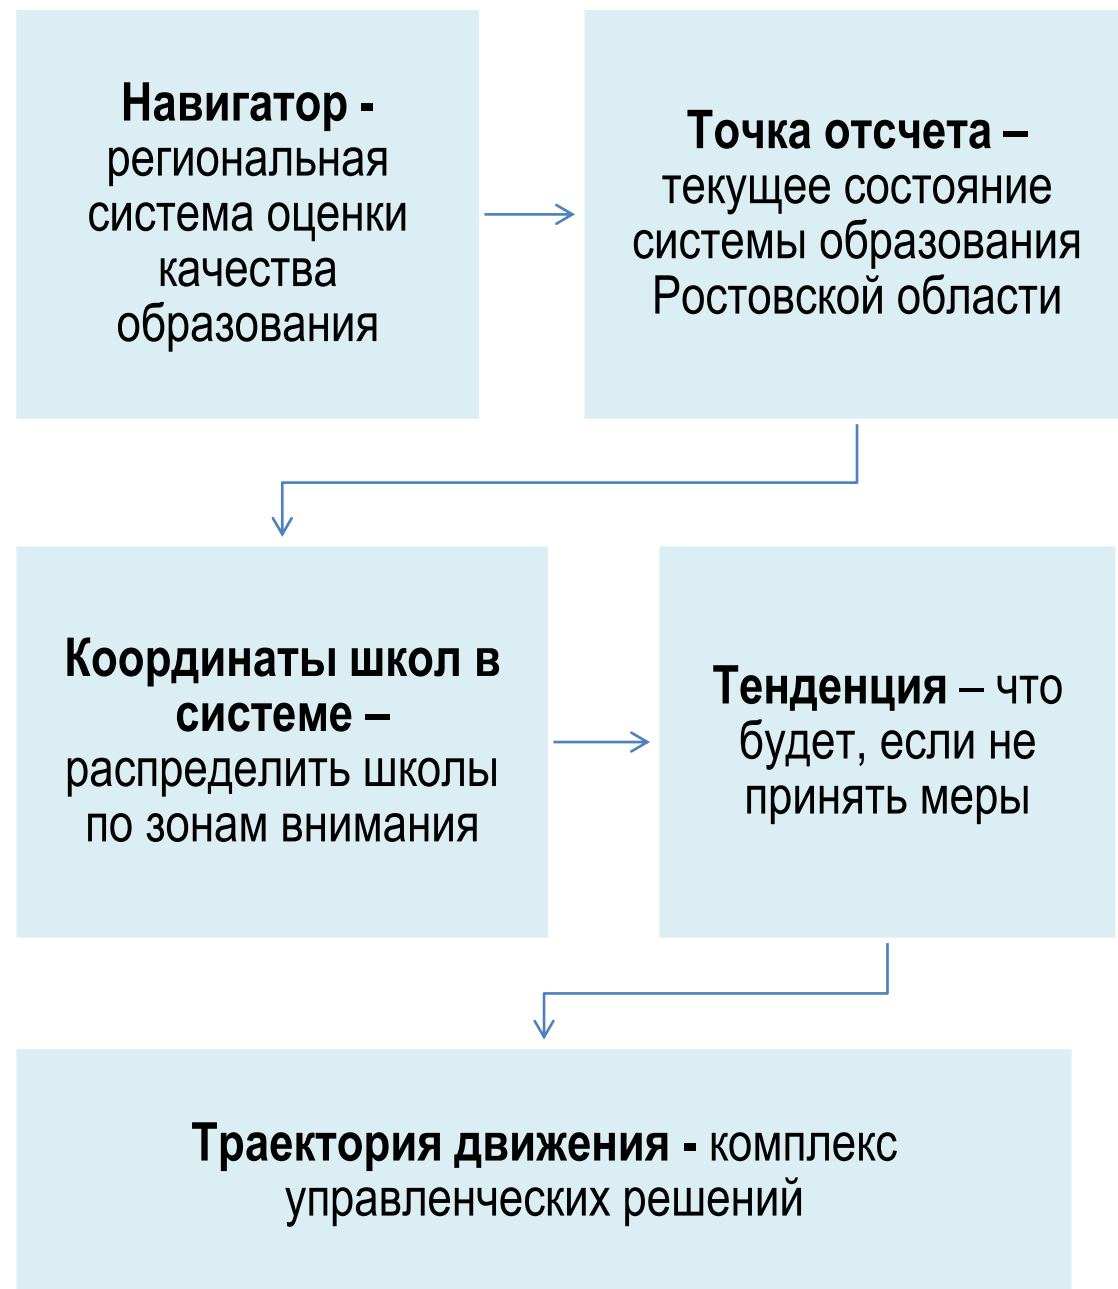 Навигатор -
региональная
система оценки
качества
образования
Точка отсчета –
текущее состояние
системы образования
Ростовской области
Координаты школ в
системе –
распределить школы
по зонам внимания
Тенденция – что
будет, если не
принять меры
Траектория движения - комплекс
управленческих решений